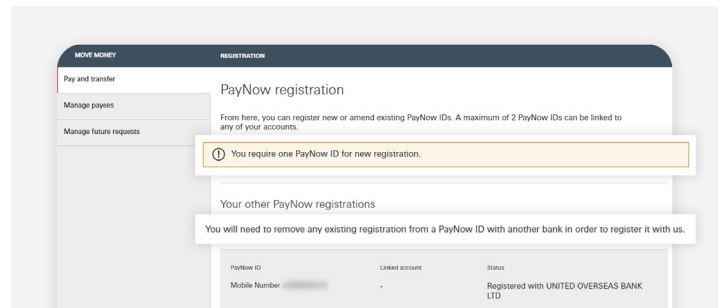 MOVE MONEY
REGISTRATION
Pay and transfer
Manage payees
Manage future requests
PayNow registration
From here, you can register new or amend existing PayNow IDs. A maximum of 2 PayNow IDs can be linked to
any of your accounts.
You require one PayNow ID for new registration.
Your other PayNow registrations
You will need to remove any existing registration from a PayNow ID with another bank in order to register it with us.
PayNow ID
Linked account
Status
Mobile Number
-
Registered with UNITED OVERSEAS BANK
LTD